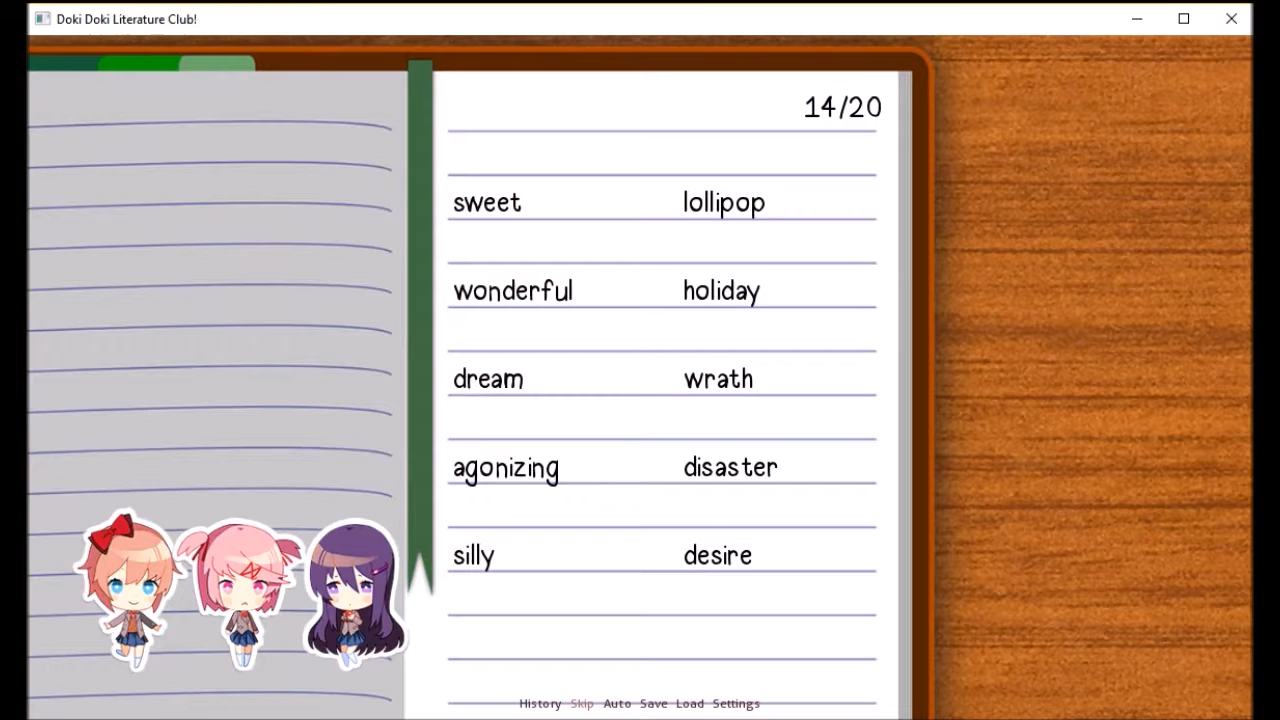 Doki Doki Literature Club!
14/20
sweet lollipop
wonderful holiday
dream wrath
agonizing disaster
silly desire
History Skip Auto Save Load Settings